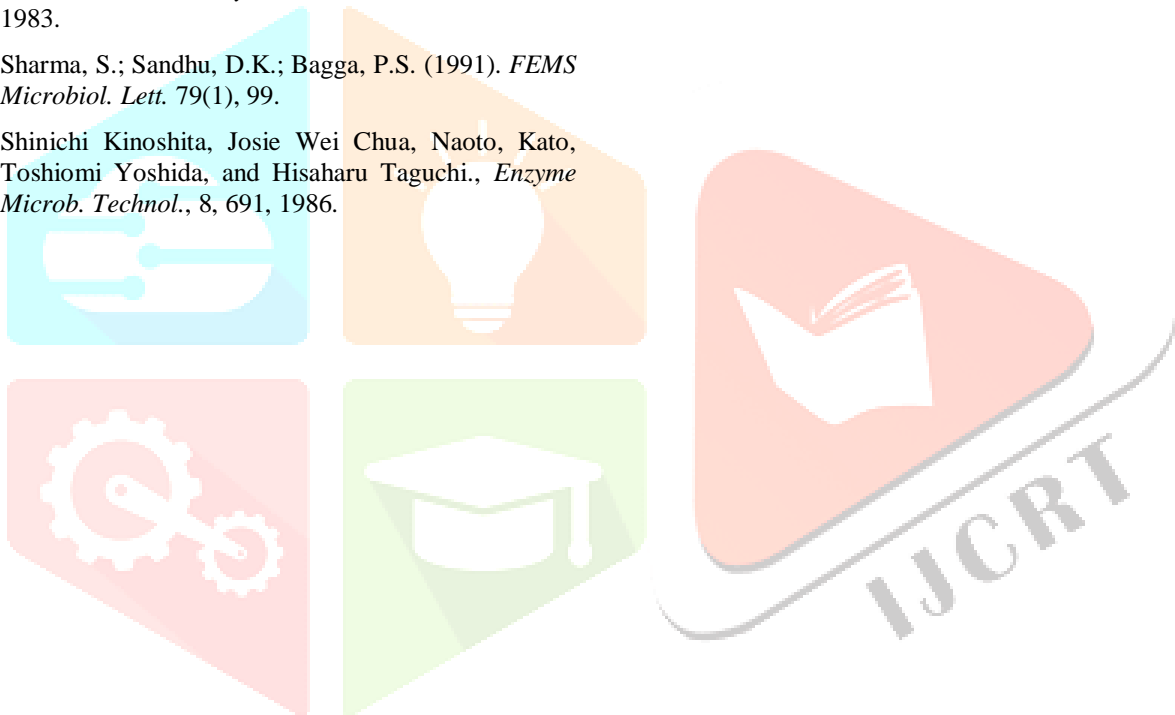 1983.
Sharma, S.; Sandhu, D.K.; Bagga, P.S. (1991). FEMS
Microbiol. Lett. 79(1), 99.
Shinichi Kinoshita, Josie Wei Chua, Naoto, Kato,
Toshiomi Yoshida, and Hisaharu Taguchi., Enzyme
Microb. Technol., 8, 691, 1986.
IJCRT